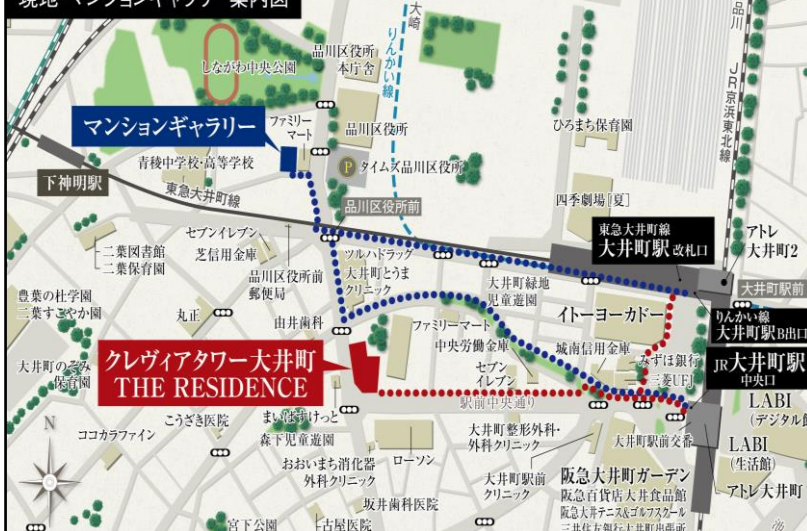 現地・マンションギャラリー案内図
品川区役所
本庁舎
しながわ中央公園
大崎
りんかい線
品川
JR京浜東北線
マンションギャラリー
ファミリー
マート
品川区役所
ひろまち保育園
青稜中学校・高等学校
P タイムズ品川区役所
下神明駅
東急大井町線
品川区役所前
四季劇場[夏]
東急大井町線
大井町駅 改札口
アトレ
大井町2
セブンイレブン
芝信用金庫
二葉図書館
二葉保育園
品川区役所前
郵便局
ツルハドラッグ
大井町とうま
クリニック
大井町緑地
児童遊園
大井町駅前
豊葉の杜学園
二葉すこやか園
丸正
由井歯科
イトーヨーカドー
りんかい線
大井町駅B出口
ファミリーマート
中央労働金庫
城南信用金庫
みずほ銀行
三菱UFJ
JR大井町駅
中央口
大井町のぞみ
保育園
クレヴィアタワー大井町
THE RESIDENCE
セブン
イレブン
駅前中央通り
LABI
(デジタル館
N
ココカラファイン
こうざき医院
まいばすけっと
森下児童遊園
大井町整形外科・
外科クリニック
大井町駅前交番
LABI
(生活館)
おおいまち消化器
外科クリニック
ローソン
大井町駅前
クリニック
阪急大井町ガーデン
阪急百貨店大井食品館
阪急大井テニス&ゴルフスクール
三井住友銀行大井町出張所
アトレ大井町
坂井歯科医院
宮下公園
古屋医院